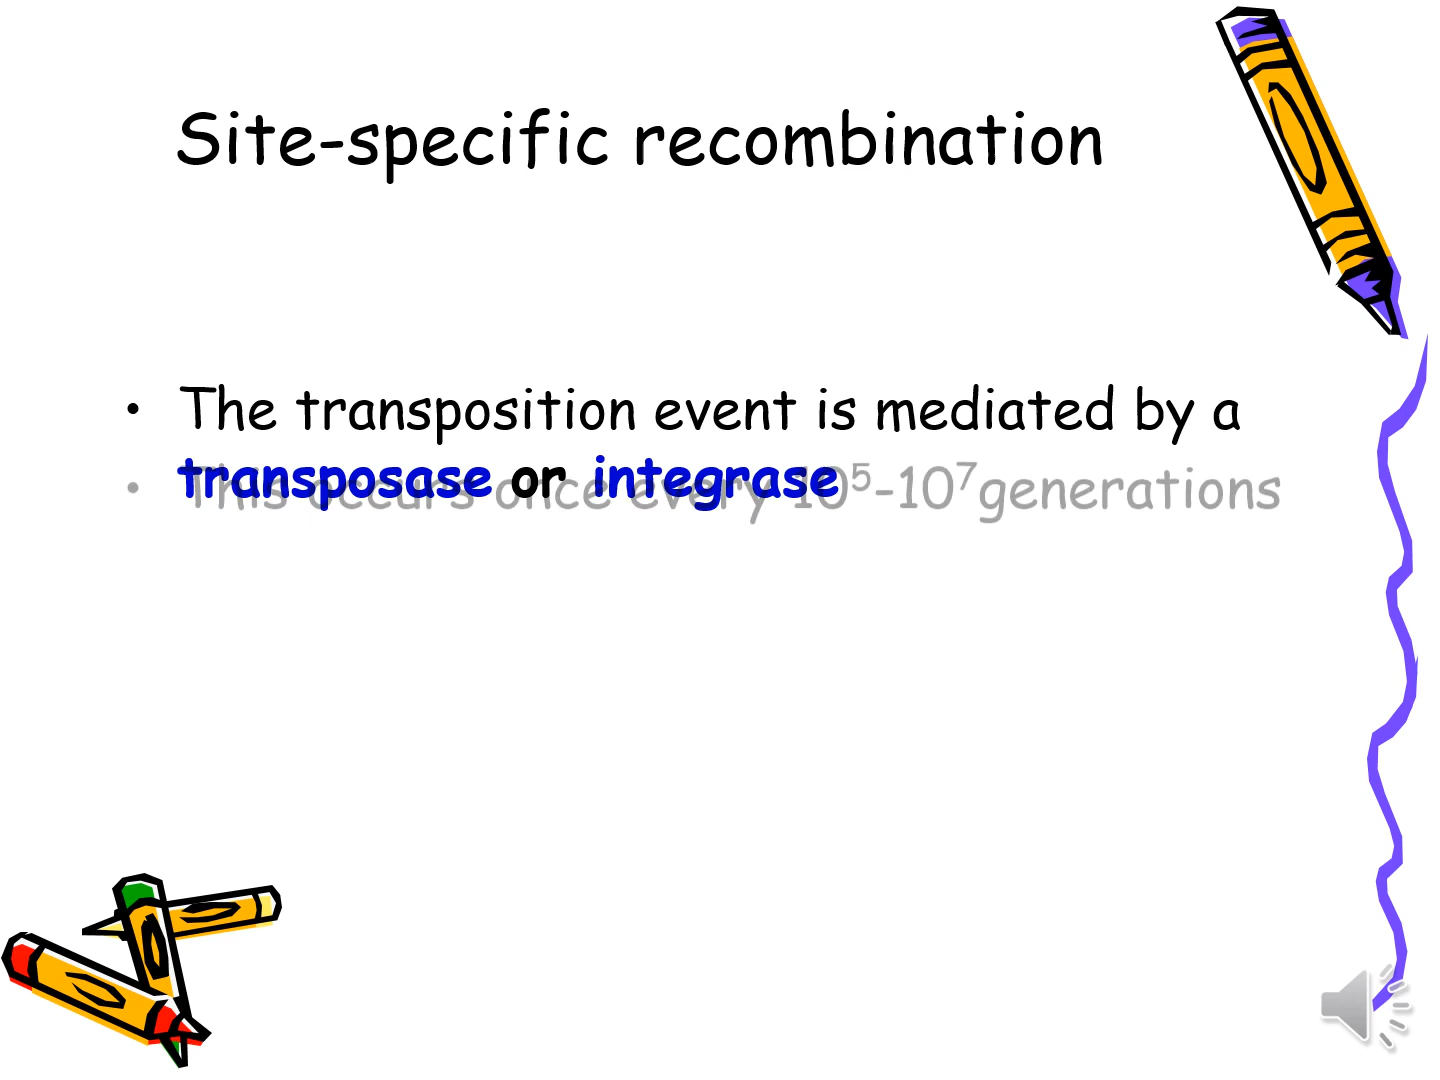 Site-specific recombination
• The transposition event is mediated by a
transposase or integrase
• This occurs once every 10⁵-10⁷generations